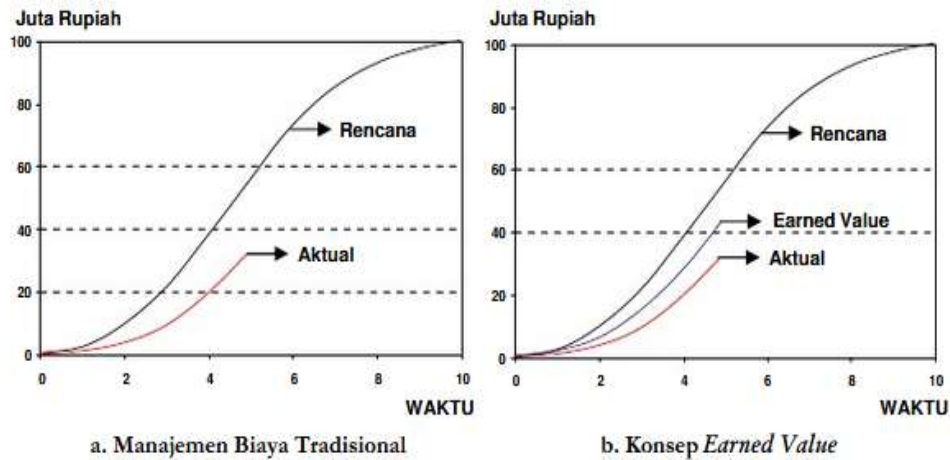 Juta Rupiah
100
80
60
40
20
0
Rencana
Aktual
0 2 4 6 8 10
WAKTU
a. Manajemen Biaya Tradisional
Juta Rupiah
100
80
60
40
20
0
Rencana
Earned Value
Aktual
0 2 4 6 8 10
WAKTU
b. Konsep Earned Value